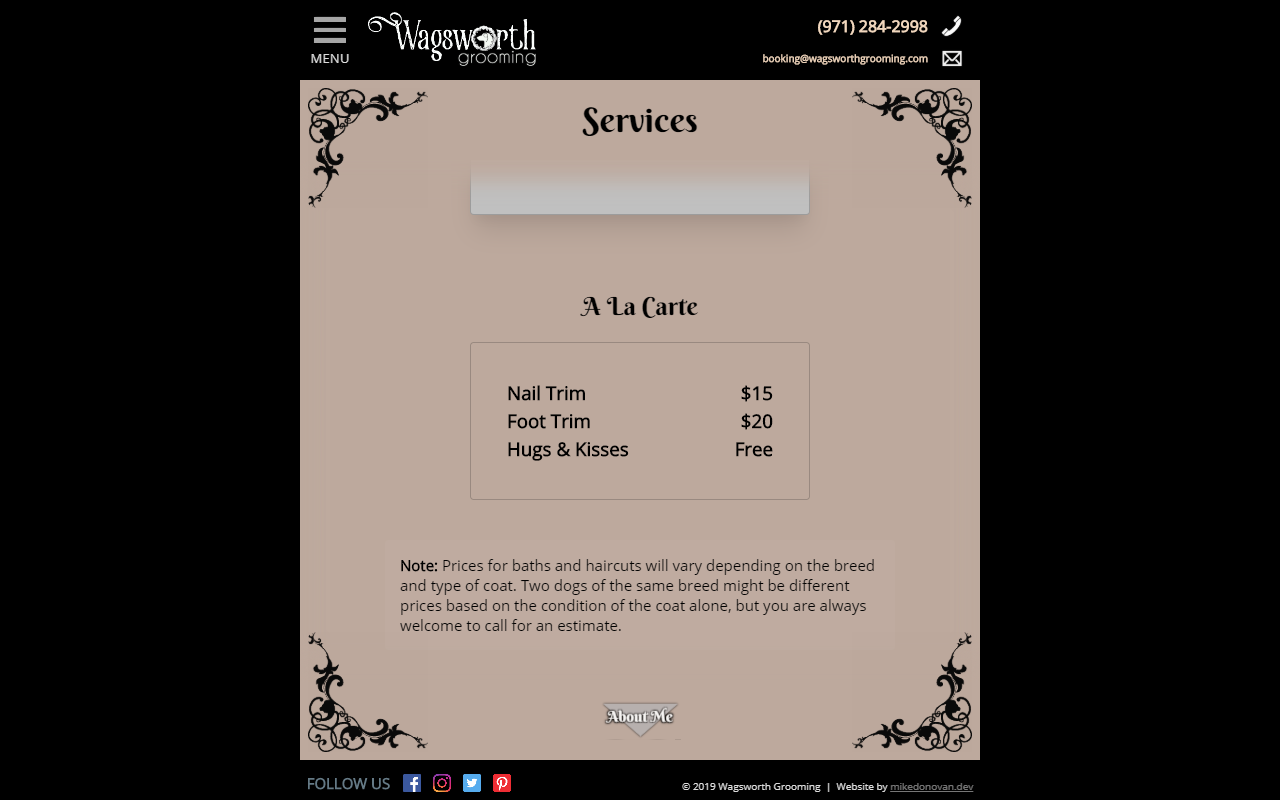 MENU
Wagsworth
grooming
(971) 284-2998
booking@wagsworthgrooming.com
Services
A La Carte
Nail Trim $15
Foot Trim $20
Hugs & Kisses Free
Note: Prices for baths and haircuts will vary depending on the breed
and type of coat. Two dogs of the same breed might be different
prices based on the condition of the coat alone, but you are always
welcome to call for an estimate.
About Me
FOLLOW US
© 2019 Wagsworth Grooming | Website by mikedonovan.dev